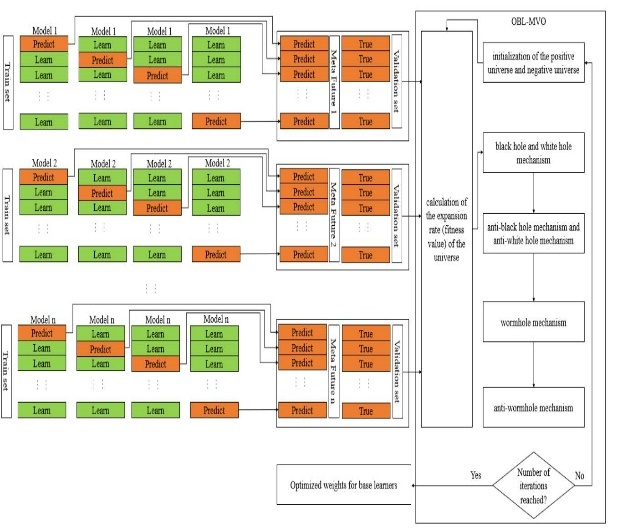 OBL-MVO
Model 1 Model 1 Model 1 Model 1
Train set
Predict Learn Learn Learn Predict True
Learn Predict Learn Learn Predict True
Learn Learn Predict Learn Predict True
Learn Learn Learn Predict Predict True
Meta Future 1
Validation set
Model 2 Model 2 Model 2 Model 2
Train set
Predict Learn Learn Learn Predict True
Learn Predict Learn Learn Predict True
Learn Learn Predict Learn Predict True
Learn Learn Learn Predict Predict True
Meta Future 2
Validation set
Model n Model n Model n Model n
Train set
Predict Learn Learn Learn Predict True
Learn Predict Learn Learn Predict True
Learn Learn Predict Learn Predict True
Learn Learn Learn Predict Predict True
Meta Future n
Validation set
calculation of
the expansion
rate (fitness
value) of the
universe
initialization of the positive
universe and negative universe
black hole and white hole
mechanism
anti-black hole mechanism and
anti-white hole mechanism
wormhole mechanism
anti-wormhole mechanism
Number of
iterations
reached?
Yes
No
Optimized weights for base learners